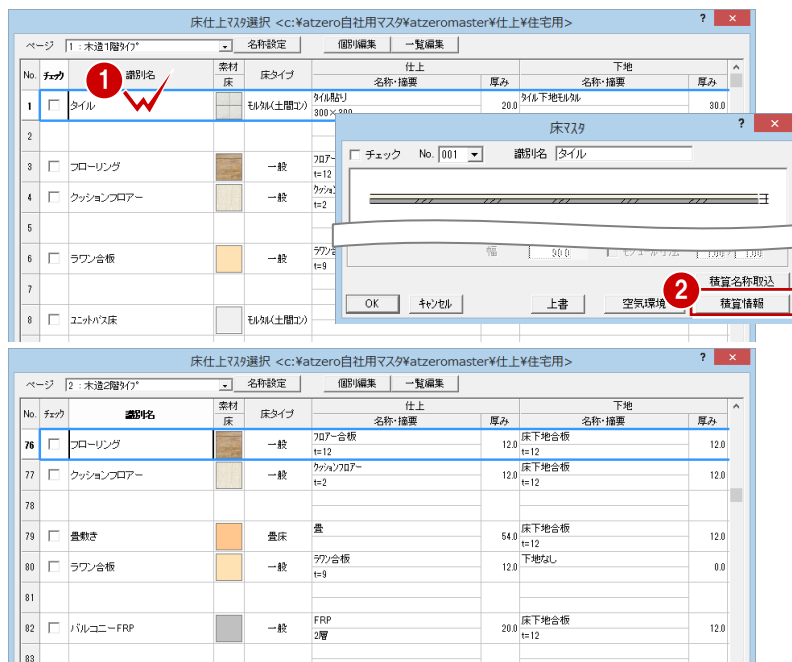 床仕上マスタ選択 <c:¥atzero自社用マスタ¥atzeromaster¥仕上¥住宅用> ? ×
ページ 1：木造1階ﾀｲﾌﾟ 名称設定 個別編集 一覧編集
No. ﾁｪｯｸ 識別名 素材 床 床タイプ 仕上 下地
名称・摘要 厚み 名称・摘要 厚み
1
1 タイル ﾓﾙﾀﾙ(土間ｺﾝ) ﾀｲﾙ貼り 20.0 ﾀｲﾙ下地ﾓﾙﾀﾙ 30.0
300×300
2
3 フローリング 一般 ﾌﾛｱｰ
t=12
4 クッションフロアー 一般 ｸｯｼｮﾝ
t=2
5
6 ラワン合板 一般 ﾗﾜﾝ合
t=9
7
8 ﾕﾆｯﾄﾊﾞｽ床 ﾓﾙﾀﾙ(土間ｺﾝ)
床マスタ ? ×
チェック No. 001 識別名 タイル
幅 90.0 モジュール寸法 1.00 / 1.00
積算名称取込
2
OK ｷｬﾝｾﾙ 上書 空気環境 積算情報
床仕上マスタ選択 <c:¥atzero自社用マスタ¥atzeromaster¥仕上¥住宅用> ? ×
ページ 2：木造2階ﾀｲﾌﾟ 名称設定 個別編集 一覧編集
No. ﾁｪｯｸ 識別名 素材 床 床タイプ 仕上 下地
名称・摘要 厚み 名称・摘要 厚み
76 フローリング 一般 ﾌﾛｱｰ合板 12.0 床下地合板 12.0
t=12 t=12
77 クッションフロアー 一般 ｸｯｼｮﾝﾌﾛｱｰ 12.0 床下地合板 12.0
t=2 t=12
78
79 畳敷き 畳床 畳 54.0 床下地合板 12.0
t=12
80 ラワン合板 一般 ﾗﾜﾝ合板 12.0 下地なし 0.0
t=9
81
82 バルコニーFRP 一般 FRP 20.0 床下地合板 12.0
2層 t=12
83